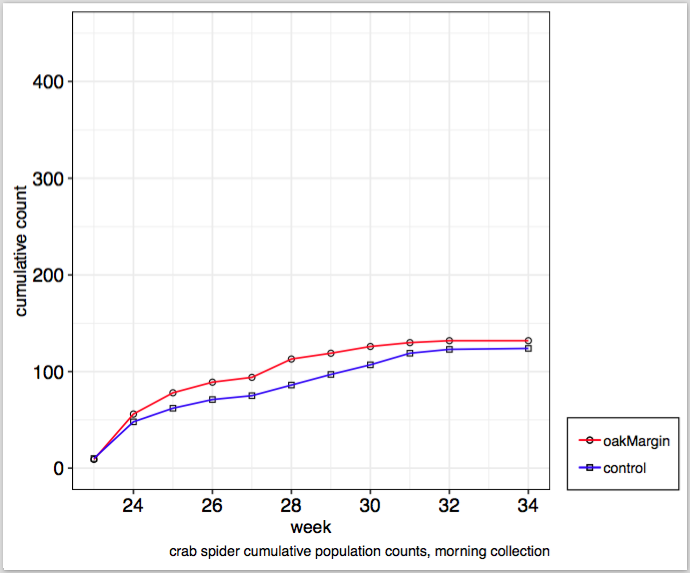 400
300
200
100
0
cumulative count
24 26 28 30 32 34
week
crab spider cumulative population counts, morning collection
oakMargin
control